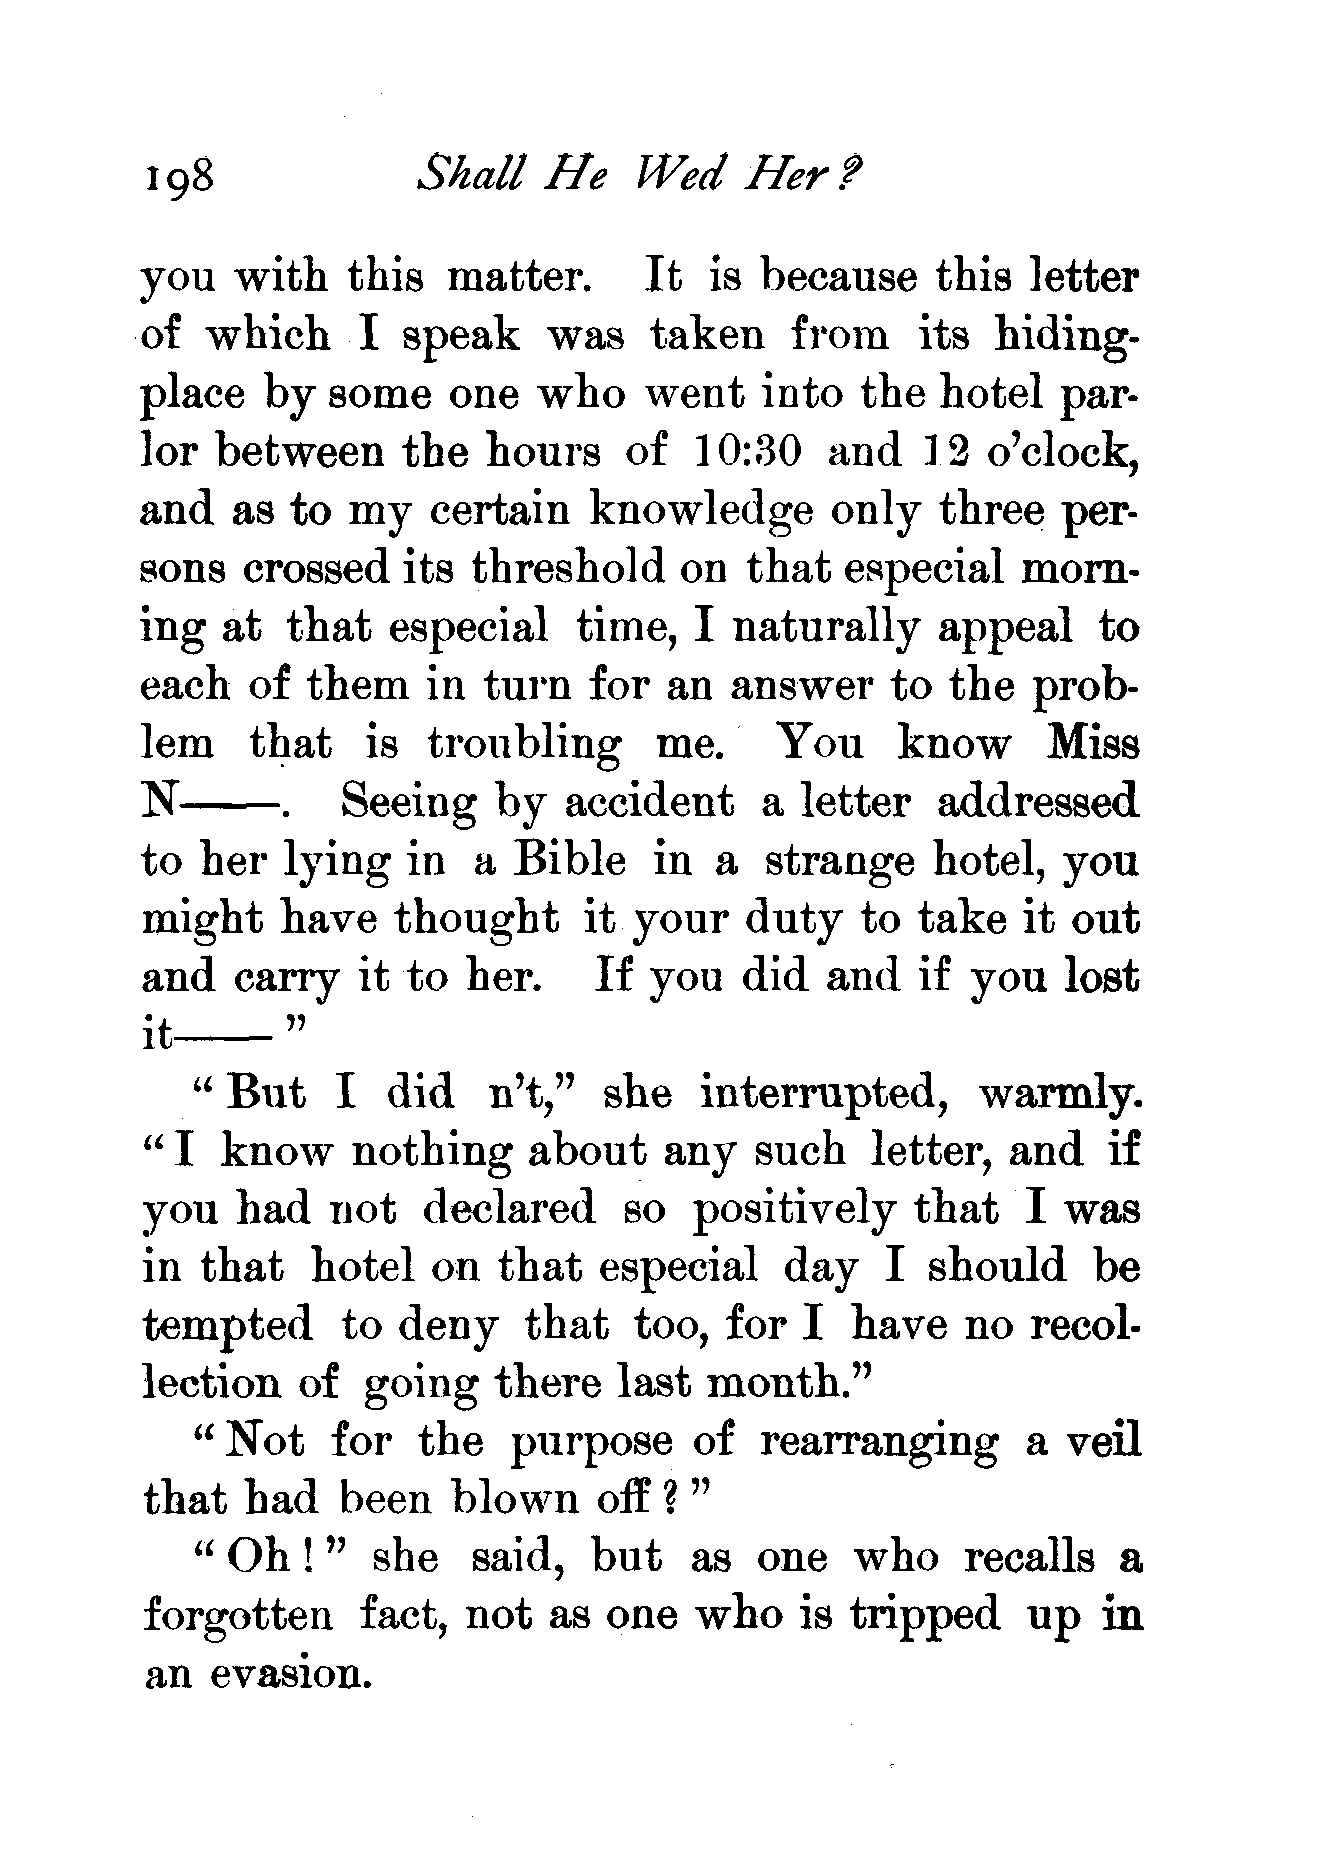 198 Shall He Wed Her?
you with this matter. It is because this letter
of which I speak was taken from its hiding-
place by some one who went into the hotel par-
lor between the hours of 10:30 and 12 o'clock,
and as to my certain knowledge only three per-
sons crossed its threshold on that especial morn-
ing at that especial time, I naturally appeal to
each of them in turn for an answer to the prob-
lem that is troubling me. You know Miss
N——. Seeing by accident a letter addressed
to her lying in a Bible in a strange hotel, you
might have thought it your duty to take it out
and carry it to her. If you did and if you lost
it—— "
" But I did n't," she interrupted, warmly.
" I know nothing about any such letter, and if
you had not declared so positively that I was
in that hotel on that especial day I should be
tempted to deny that too, for I have no recol-
lection of going there last month."
" Not for the purpose of rearranging a veil
that had been blown off ? "
" Oh ! " she said, but as one who recalls a
forgotten fact, not as one who is tripped up in
an evasion.